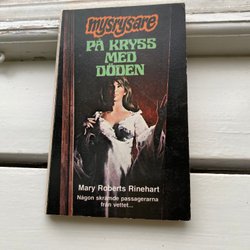 mysrysare
PÅ KRYSS
MED
DÖDEN
Mary Roberts Rinehart
Någon skrämde passagerarna
från vettet...